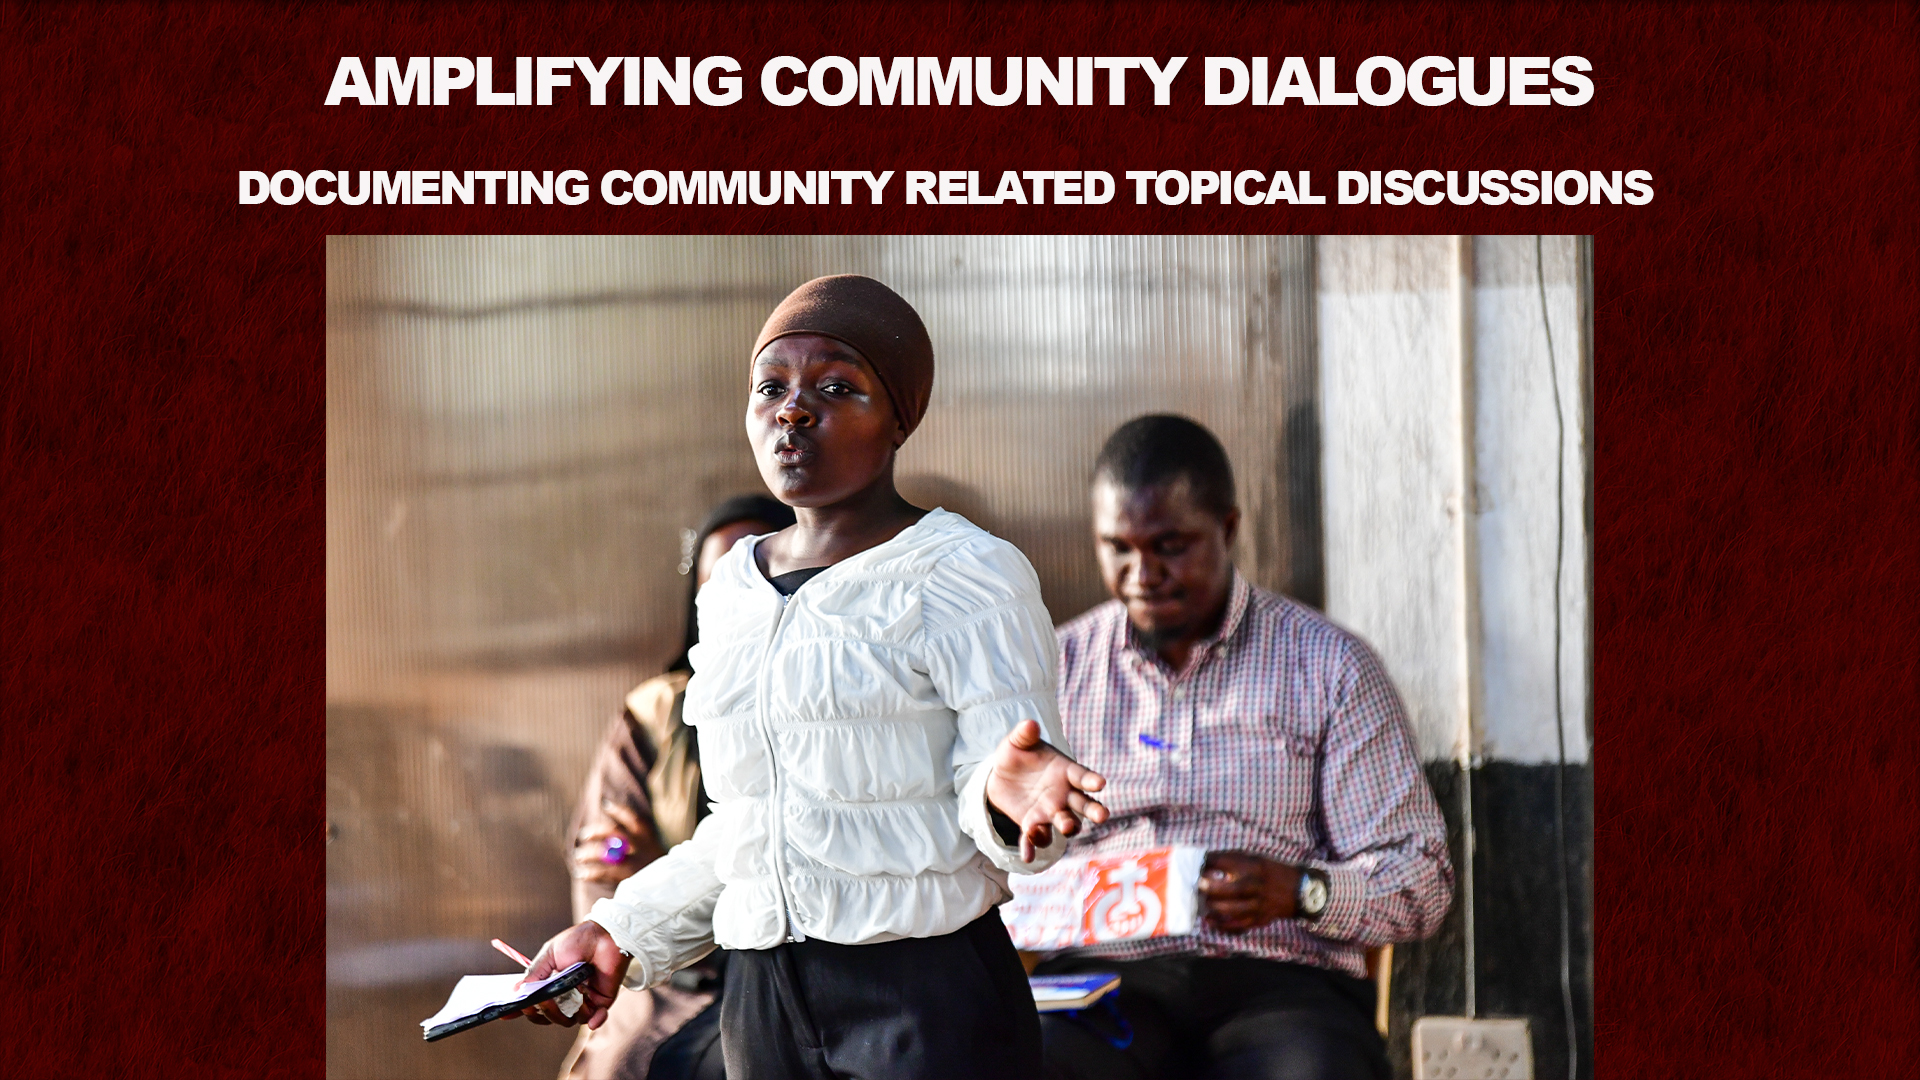 AMPLIFYING COMMUNITY DIALOGUES
DOCUMENTING COMMUNITY RELATED TOPICAL DISCUSSIONS